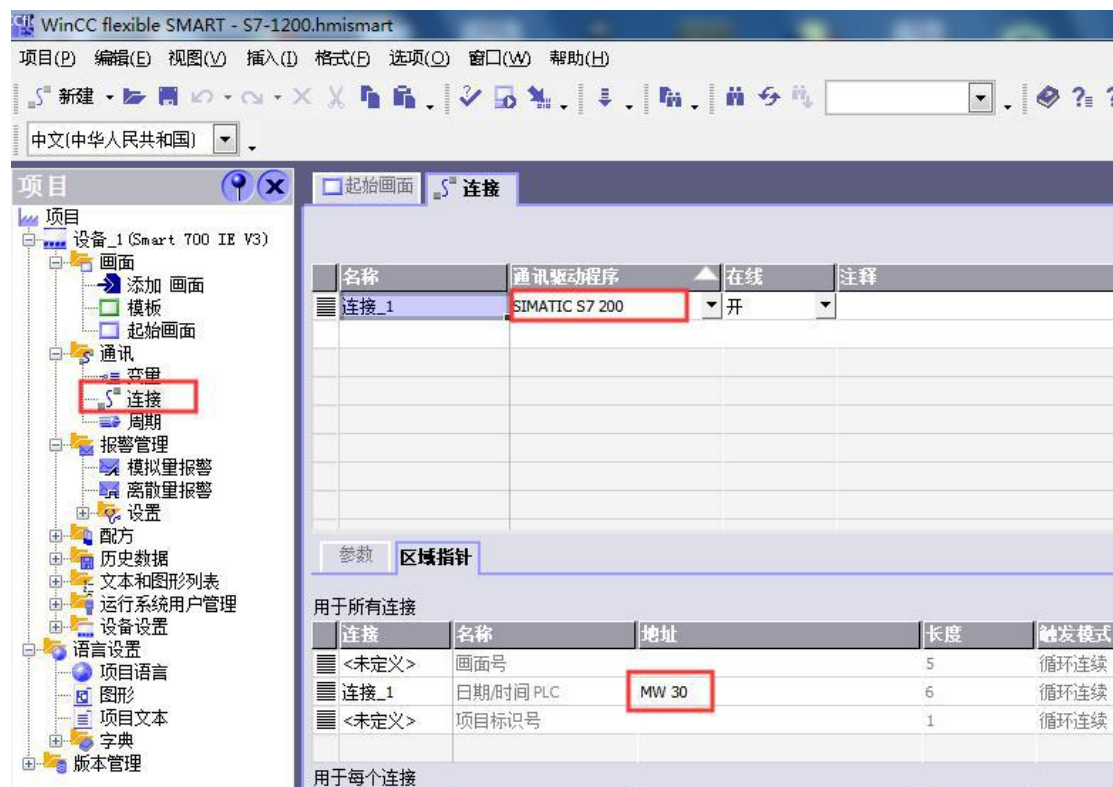 WinCC flexible SMART - S7-1200.hmismart
项目(P) 编辑(E) 视图(V) 插入(I) 格式(F) 选项(O) 窗口(W) 帮助(H)
新建
中文(中华人民共和国)
项目
项目
设备_1(Smart 700 IE V3)
画面
添加 画面
模板
起始画面
通讯
变量
连接
周期
报警管理
模拟量报警
离散量报警
设置
配方
历史数据
文本和图形列表
运行系统用户管理
设备设置
语言设置
项目语言
图形
项目文本
字典
版本管理
起始画面 连接
名称 通讯驱动程序 在线 注释
连接_1 SIMATIC S7 200 开
参数 区域指针
用于所有连接
连接 名称 地址 长度 触发模式
<未定义> 画面号 5 循环连续
连接_1 日期/时间 PLC MW 30 6 循环连续
<未定义> 项目标识号 1 循环连续
用于每个连接